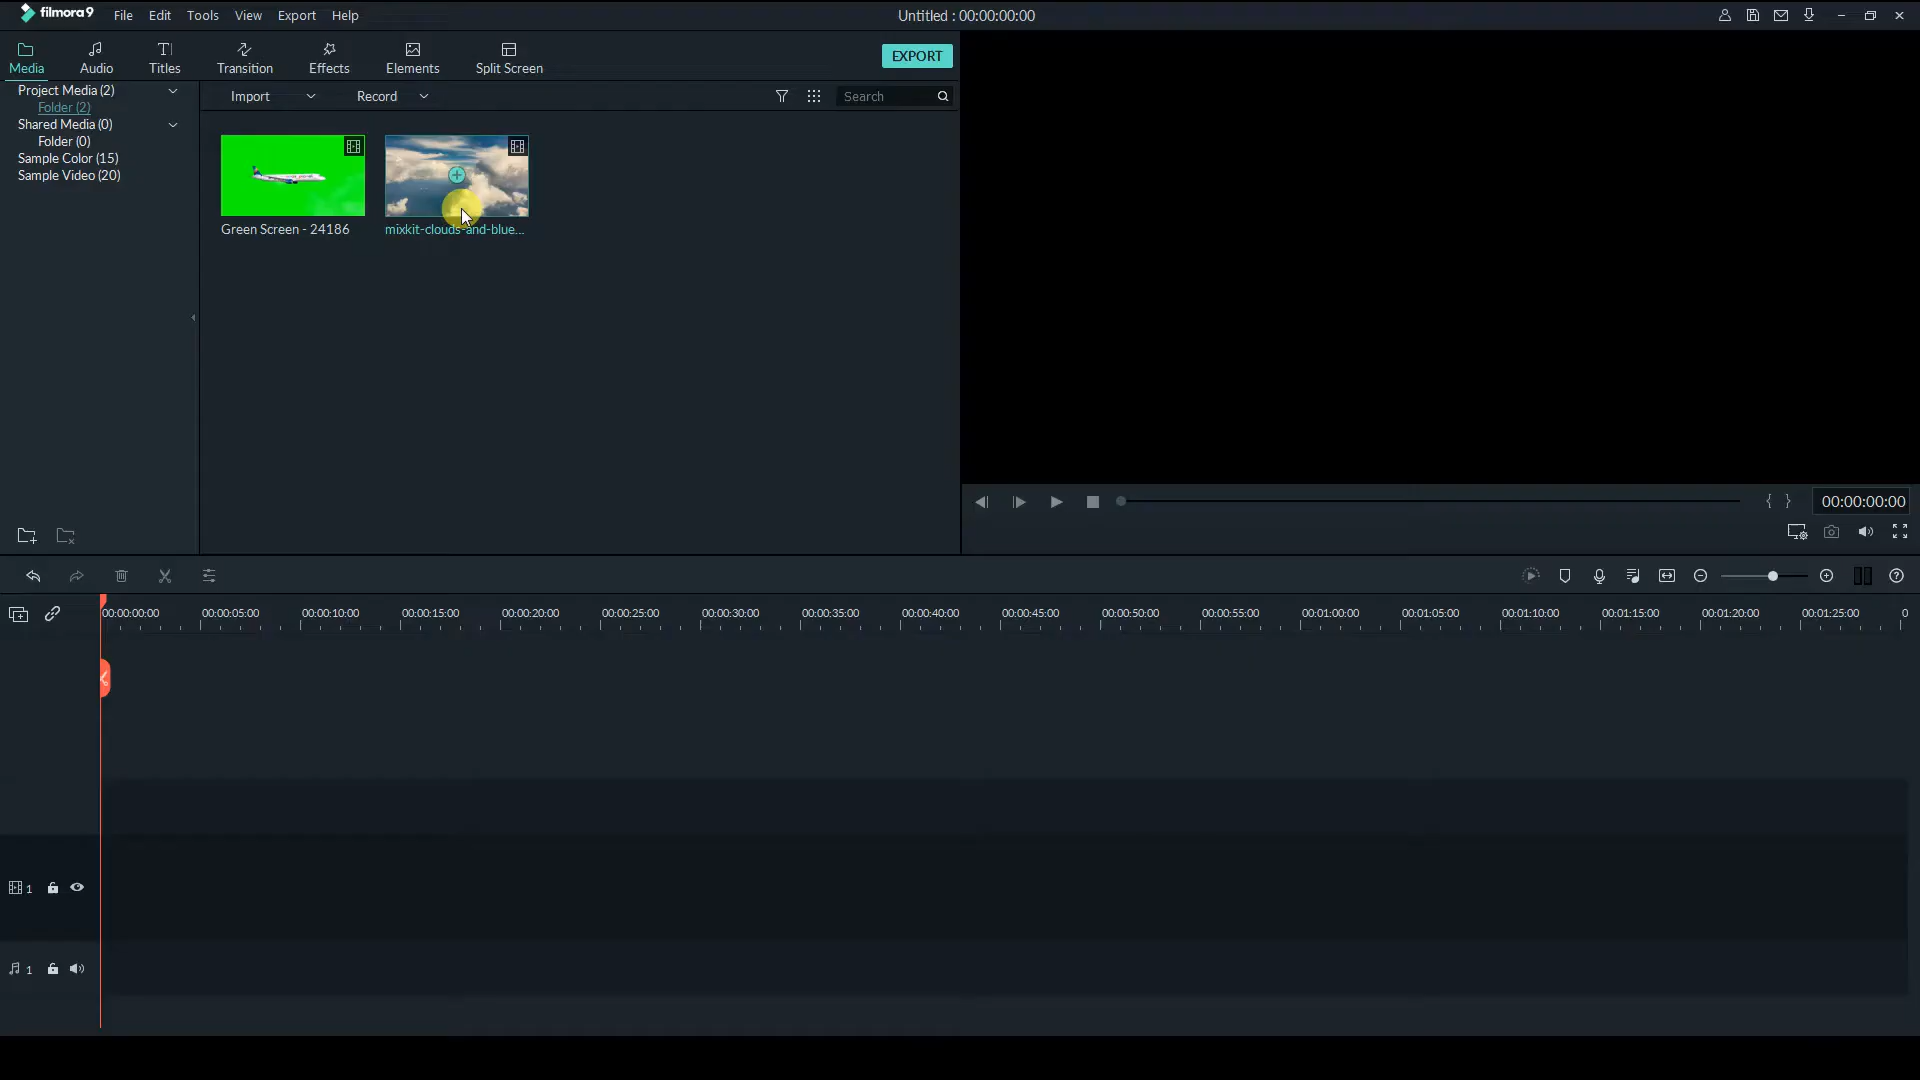 filmora9 File Edit Tools View Export Help Untitled : 00:00:00:00
Media Audio Titles Transition Effects Elements Split Screen EXPORT
Project Media (2)
Folder (2)
Shared Media (0)
Folder (0)
Sample Color (15)
Sample Video (20)
Import Record Search
Green Screen - 24186 mixkit-clouds-and-blue...
{ } 00:00:00:00
00:00:00:00 00:00:05:00 00:00:10:00 00:00:15:00 00:00:20:00 00:00:25:00 00:00:30:00 00:00:35:00 00:00:40:00 00:00:45:00 00:00:50:00 00:00:55:00 00:01:00:00 00:01:05:00 00:01:10:00 00:01:15:00 00:01:20:00 00:01:25:00 0
1
1